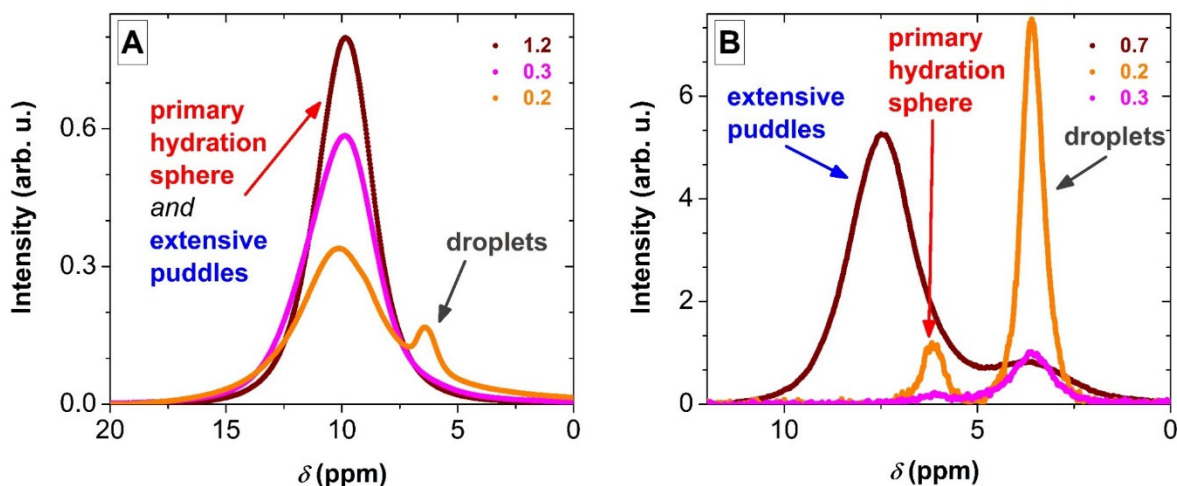 A
1.2
0.3
0.2
primary
hydration
sphere
and
extensive
puddles
droplets
Intensity (arb. u.)
0.6
0.3
0.0
20
15
10
5
0
δ (ppm)
B
0.7
0.2
0.3
primary
hydration
sphere
extensive
puddles
droplets
Intensity (arb. u.)
6
4
2
0
10
5
0
δ (ppm)